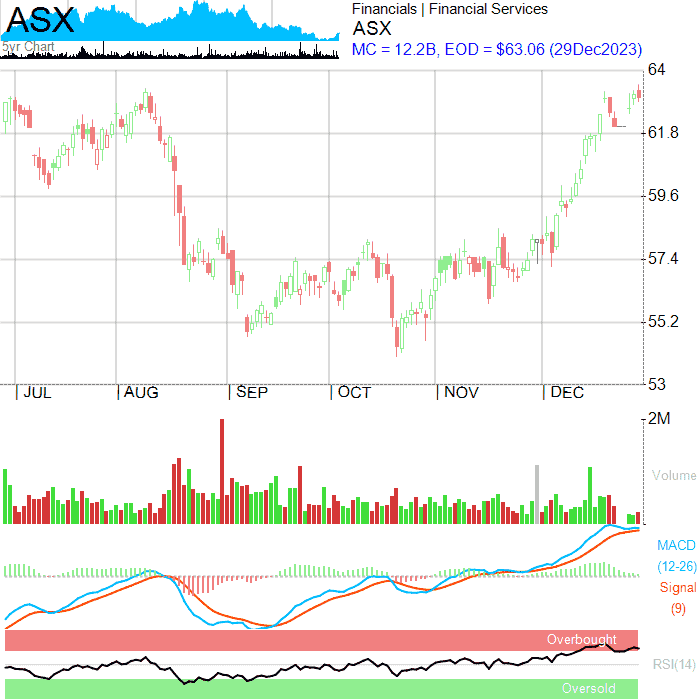 ASX
5yr Chart
Financials | Financial Services
ASX
MC = 12.2B, EOD = $63.06 (29Dec2023)
64
61.8
59.6
57.4
55.2
53
| JUL | AUG | SEP | OCT | NOV | DEC
2M
Volume
MACD
(12-26)
Signal
(9)
Overbought
RSI(14)
Oversold